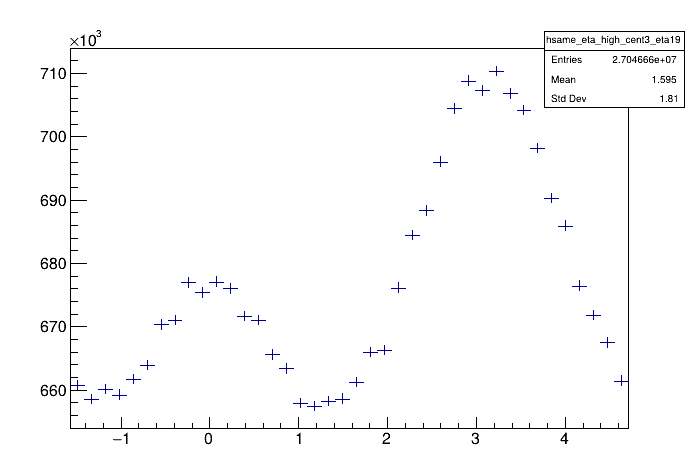 ×10³
hsame_eta_high_cent3_eta19
Entries 2.704666e+07
Mean 1.595
Std Dev 1.81
710
700
690
680
670
660
−1 0 1 2 3 4